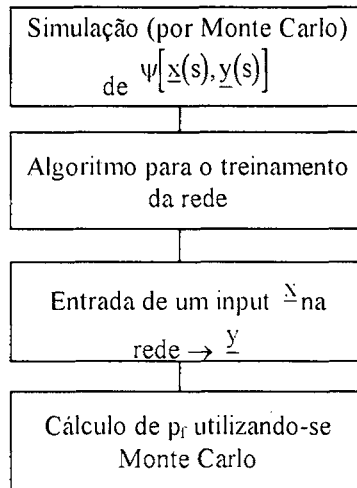 Simulação (por Monte Carlo)
de ψ[x(s),y(s)]
Algoritmo para o treinamento
da rede
Entrada de um input x na
rede → y
Cálculo de pf utilizando-se
Monte Carlo